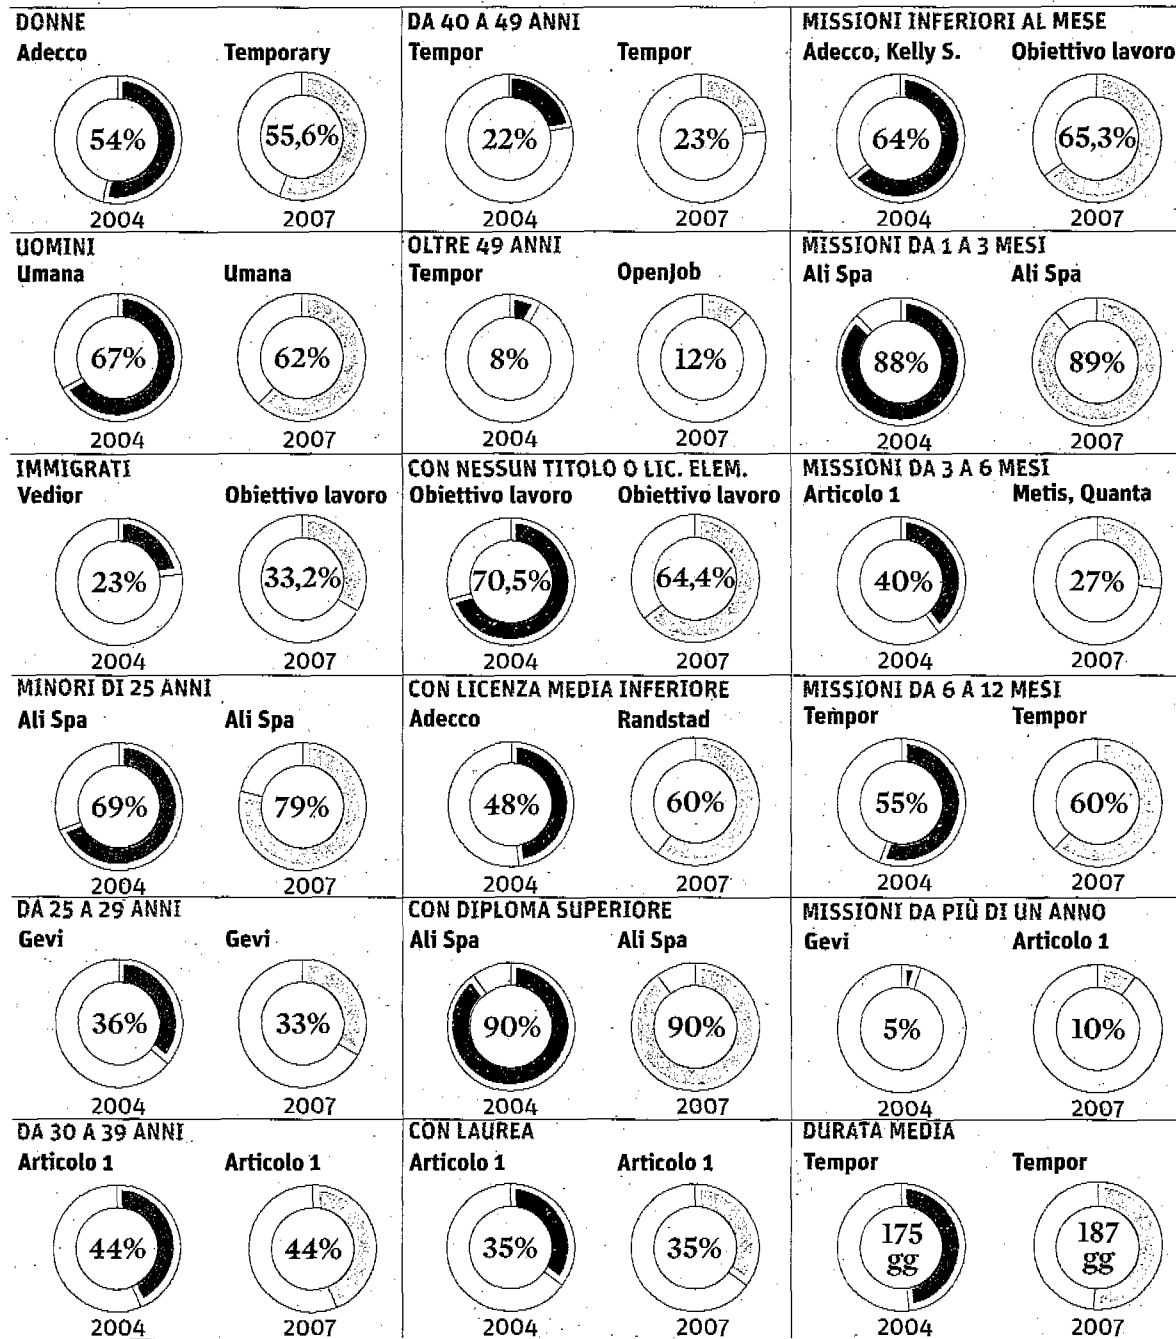 DONNE
Adecco Temporary
54% 55,6%
2004 2007
UOMINI
Umana Umana
67% 62%
2004 2007
IMMIGRATI
Vedior Obiettivo lavoro
23% 33,2%
2004 2007
MINORI DI 25 ANNI
Ali Spa Ali Spa
69% 79%
2004 2007
DA 25 A 29 ANNI
Gevi Gevi
36% 33%
2004 2007
DA 30 A 39 ANNI
Articolo 1 Articolo 1
44% 44%
2004 2007
DA 40 A 49 ANNI
Tempor Tempor
22% 23%
2004 2007
OLTRE 49 ANNI
Tempor OpenJob
8% 12%
2004 2007
CON NESSUN TITOLO O LIC. ELEM.
Obiettivo lavoro Obiettivo lavoro
70,5% 64,4%
2004 2007
CON LICENZA MEDIA INFERIORE
Adecco Randstad
48% 60%
2004 2007
CON DIPLOMA SUPERIORE
Ali Spa Ali Spa
90% 90%
2004 2007
CON LAUREA
Articolo 1 Articolo 1
35% 35%
2004 2007
MISSIONI INFERIORI AL MESE
Adecco, Kelly S. Obiettivo lavoro
64% 65,3%
2004 2007
MISSIONI DA 1 A 3 MESI
Ali Spa Ali Spa
88% 89%
2004 2007
MISSIONI DA 3 A 6 MESI
Articolo 1 Metis, Quanta
40% 27%
2004 2007
MISSIONI DA 6 A 12 MESI
Tempor Tempor
55% 60%
2004 2007
MISSIONI DA PIÙ DI UN ANNO
Gevi Articolo 1
5% 10%
2004 2007
DURATA MEDIA
Tempor Tempor
175 187
gg gg
2004 2007